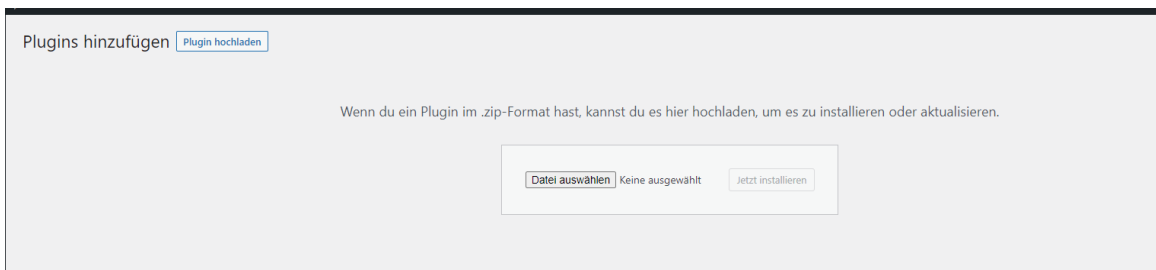 Plugins hinzufügen Plugin hochladen
Wenn du ein Plugin im .zip-Format hast, kannst du es hier hochladen, um es zu installieren oder aktualisieren.
Datei auswählen Keine ausgewählt Jetzt installieren